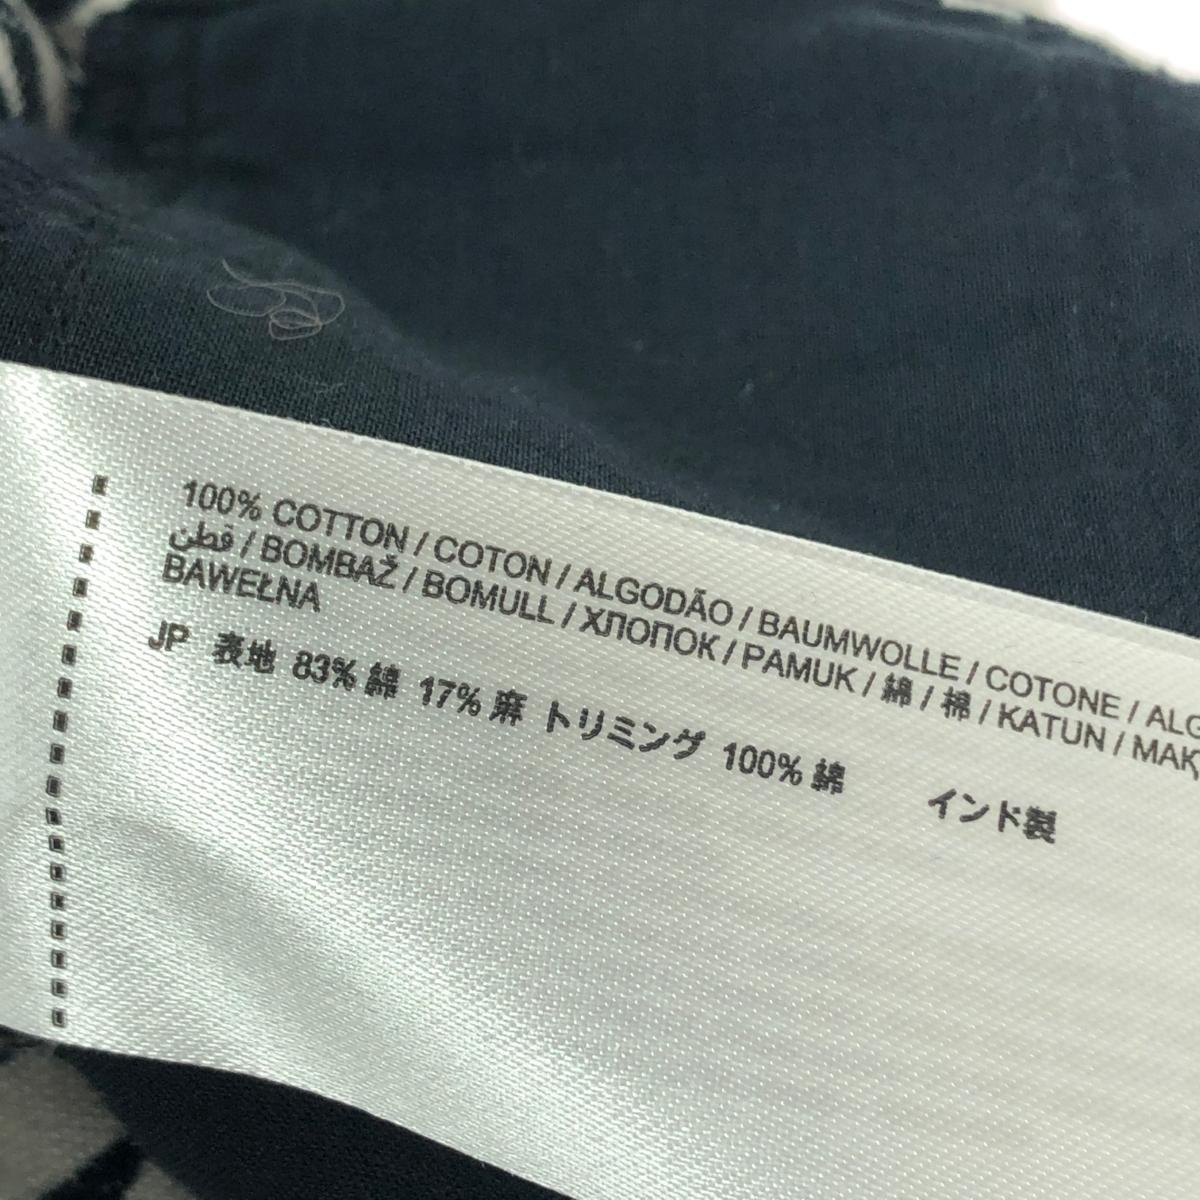 100% COTTON / COTON / ALGODÃO / BAUMWOLLE / COTONE / ALG
قطن / BOMBAŽ / BOMULL / ХЛОПОК / PAMUK / 綿 / 棉 / KATUN / MAK
BAWEŁNA
JP 表地 83% 綿 17% 麻 トリミング 100% 綿 インド製